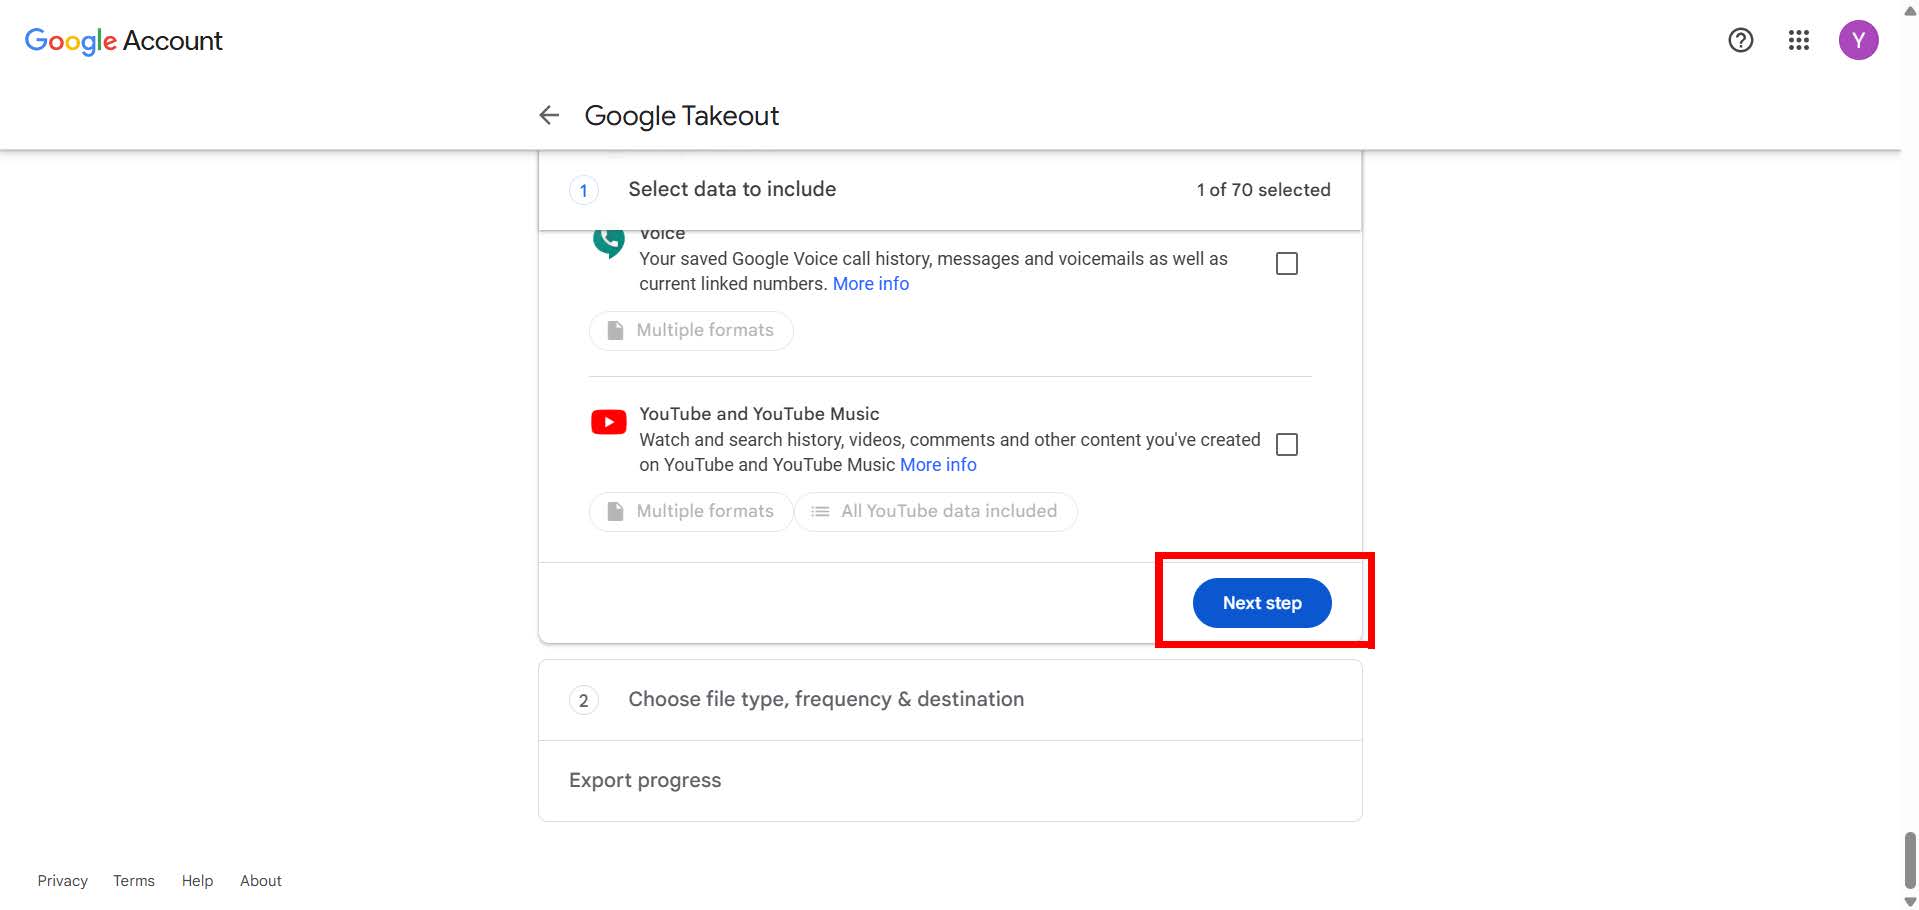 Google Account
Y
Google Takeout
1 Select data to include 1 of 70 selected
Voice
Your saved Google Voice call history, messages and voicemails as well as
current linked numbers. More info
Multiple formats
YouTube and YouTube Music
Watch and search history, videos, comments and other content you've created
on YouTube and YouTube Music More info
Multiple formats All YouTube data included
Next step
2 Choose file type, frequency & destination
Export progress
Privacy Terms Help About